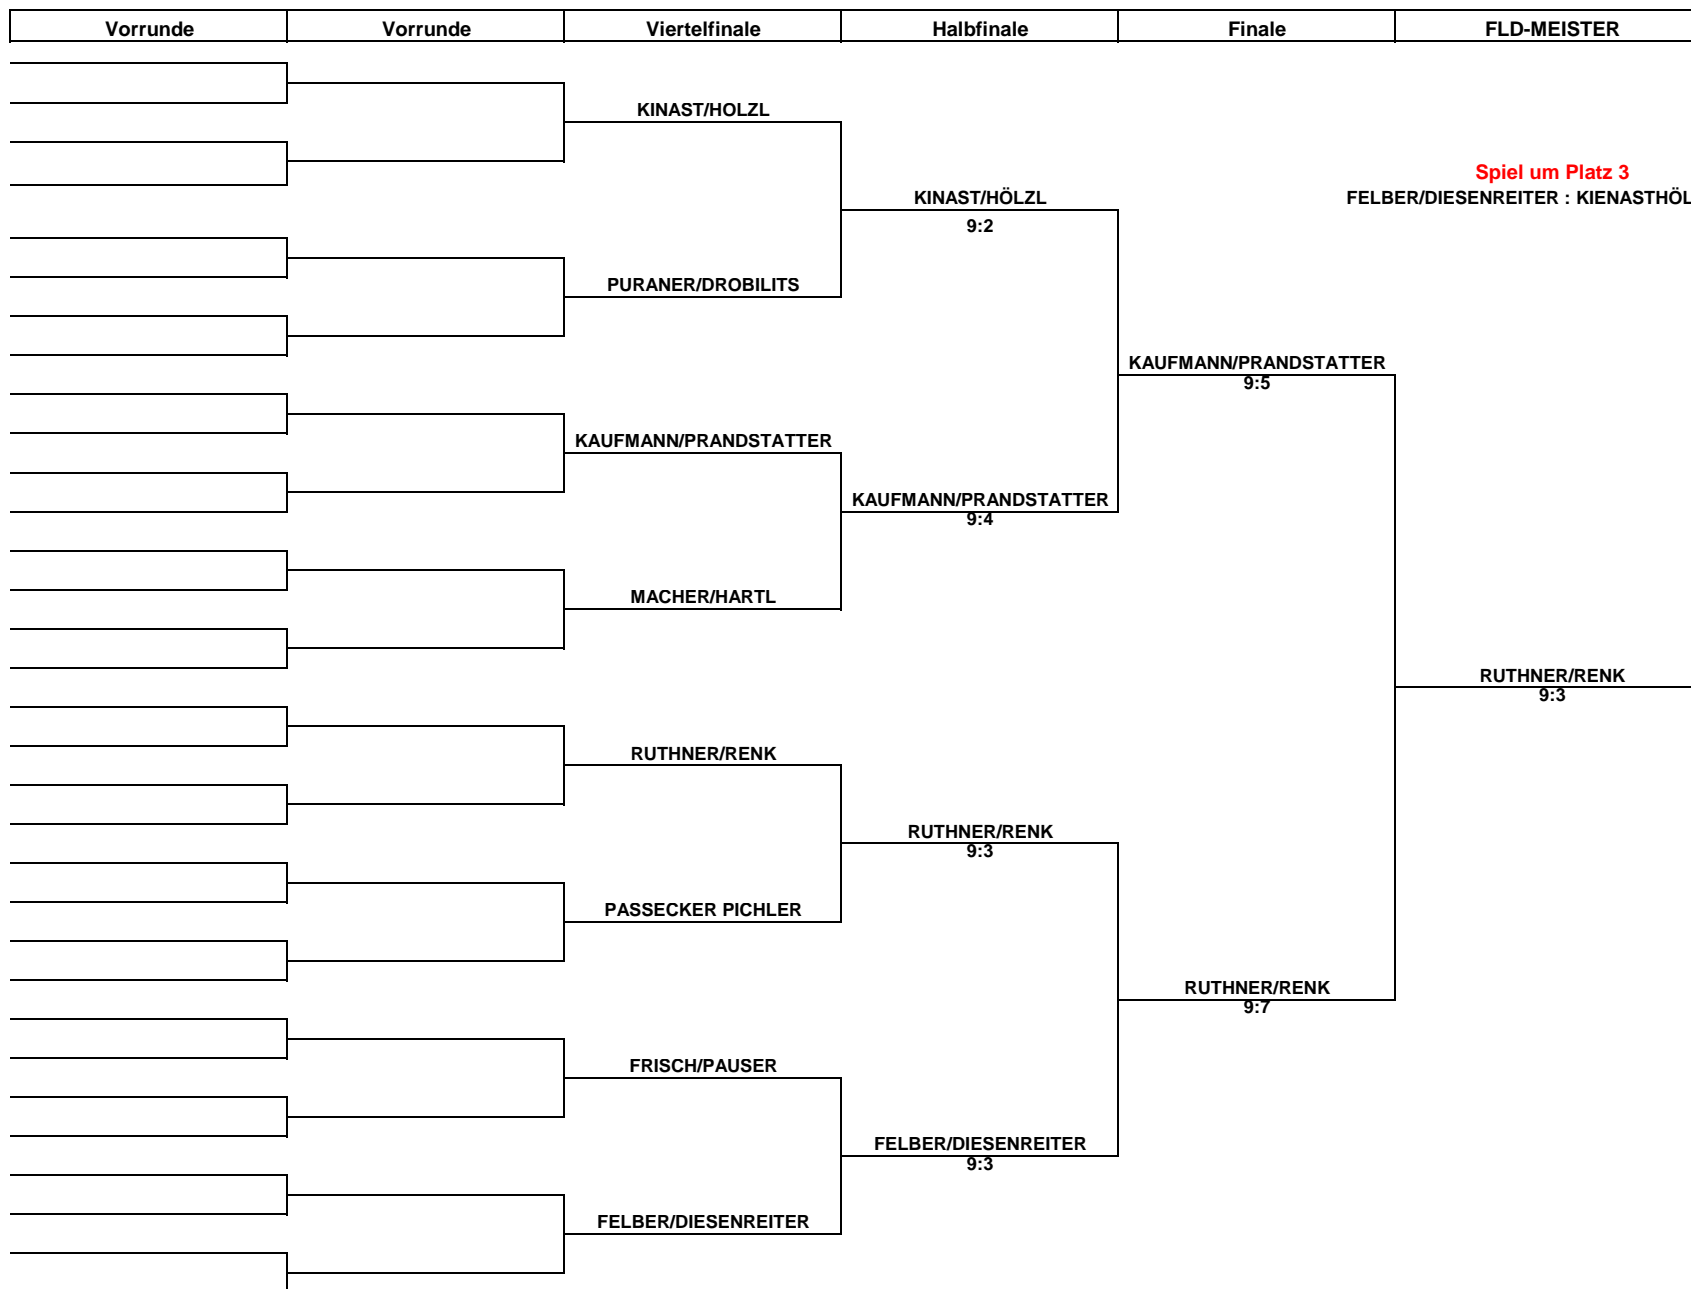 Vorrunde Vorrunde Viertelfinale Halbfinale Finale FLD-MEISTER
KINAST/HOLZL
Spiel um Platz 3
KINAST/HÖLZL
FELBER/DIESENREITER : KIENASTHÖL
9:2
PURANER/DROBILITS
KAUFMANN/PRANDSTATTER
9:5
KAUFMANN/PRANDSTATTER
KAUFMANN/PRANDSTATTER
9:4
MACHER/HARTL
RUTHNER/RENK
9:3
RUTHNER/RENK
RUTHNER/RENK
9:3
PASSECKER PICHLER
RUTHNER/RENK
9:7
FRISCH/PAUSER
FELBER/DIESENREITER
9:3
FELBER/DIESENREITER